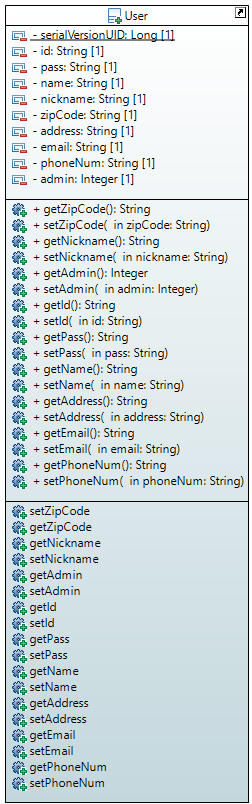 User
- serialVersionUID: Long [1]
- id: String [1]
- pass: String [1]
- name: String [1]
- nickname: String [1]
- zipCode: String [1]
- address: String [1]
- email: String [1]
- phoneNum: String [1]
- admin: Integer [1]
+ getZipCode(): String
+ setZipCode( in zipCode: String)
+ getNickname(): String
+ setNickname( in nickname: String)
+ getAdmin(): Integer
+ setAdmin( in admin: Integer)
+ getId(): String
+ setId( in id: String)
+ getPass(): String
+ setPass( in pass: String)
+ getName(): String
+ setName( in name: String)
+ getAddress(): String
+ setAddress( in address: String)
+ getEmail(): String
+ setEmail( in email: String)
+ getPhoneNum(): String
+ setPhoneNum( in phoneNum: String)
setZipCode
getZipCode
getNickname
setNickname
getAdmin
setAdmin
getId
setId
getPass
setPass
getName
setName
getAddress
setAddress
getEmail
setEmail
getPhoneNum
setPhoneNum